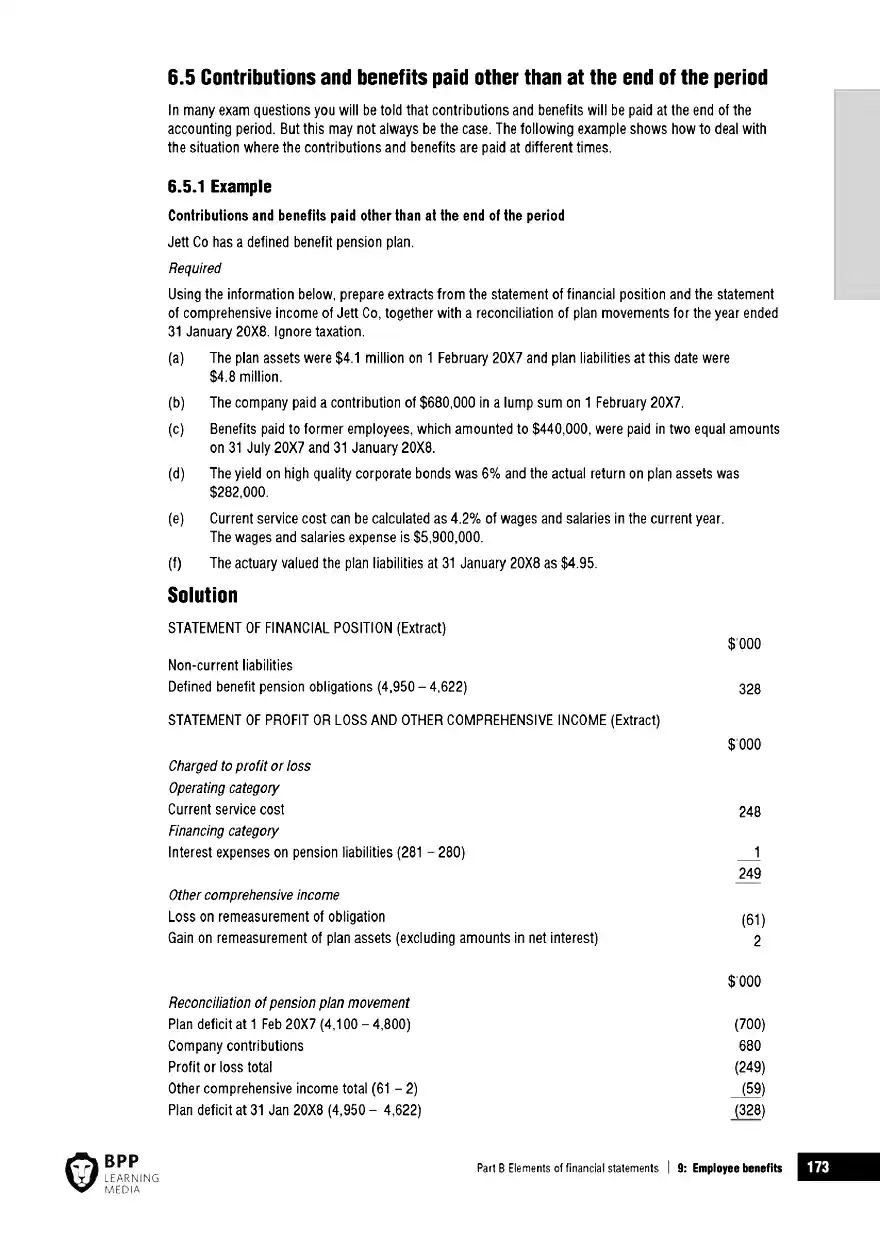 6.5 Contributions and benefits paid other than at the end of the period
In many exam questions you will be told that contributions and benefits will be paid at the end of the
accounting period. But this may not always be the case. The following example shows how to deal with
the situation where the contributions and benefits are paid at different times.
6.5.1 Example
Contributions and benefits paid other than at the end of the period
Jett Co has a defined benefit pension plan.
Required
Using the information below, prepare extracts from the statement of financial position and the statement
of comprehensive income of Jett Co, together with a reconciliation of plan movements for the year ended
31 January 20X8. Ignore taxation.
(a) The plan assets were $4.1 million on 1 February 20X7 and plan liabilities at this date were
$4.8 million.
(b) The company paid a contribution of $680,000 in a lump sum on 1 February 20X7.
(c) Benefits paid to former employees, which amounted to $440,000, were paid in two equal amounts
on 31 July 20X7 and 31 January 20X8.
(d) The yield on high quality corporate bonds was 6% and the actual return on plan assets was
$282,000.
(e) Current service cost can be calculated as 4.2% of wages and salaries in the current year.
The wages and salaries expense is $5,900,000.
(f) The actuary valued the plan liabilities at 31 January 20X8 as $4.95.
Solution
STATEMENT OF FINANCIAL POSITION (Extract)
$'000
Non-current liabilities
Defined benefit pension obligations (4,950 – 4,622) 328
STATEMENT OF PROFIT OR LOSS AND OTHER COMPREHENSIVE INCOME (Extract)
$'000
Charged to profit or loss
Operating category
Current service cost 248
Financing category
Interest expenses on pension liabilities (281 – 280) 1
249
Other comprehensive income
Loss on remeasurement of obligation (61)
Gain on remeasurement of plan assets (excluding amounts in net interest) 2
$'000
Reconciliation of pension plan movement
Plan deficit at 1 Feb 20X7 (4,100 – 4,800) (700)
Company contributions 680
Profit or loss total (249)
Other comprehensive income total (61 – 2) (59)
Plan deficit at 31 Jan 20X8 (4,950 – 4,622) (328)
BPP
LEARNING
MEDIA
Part B Elements of financial statements | 9: Employee benefits 173